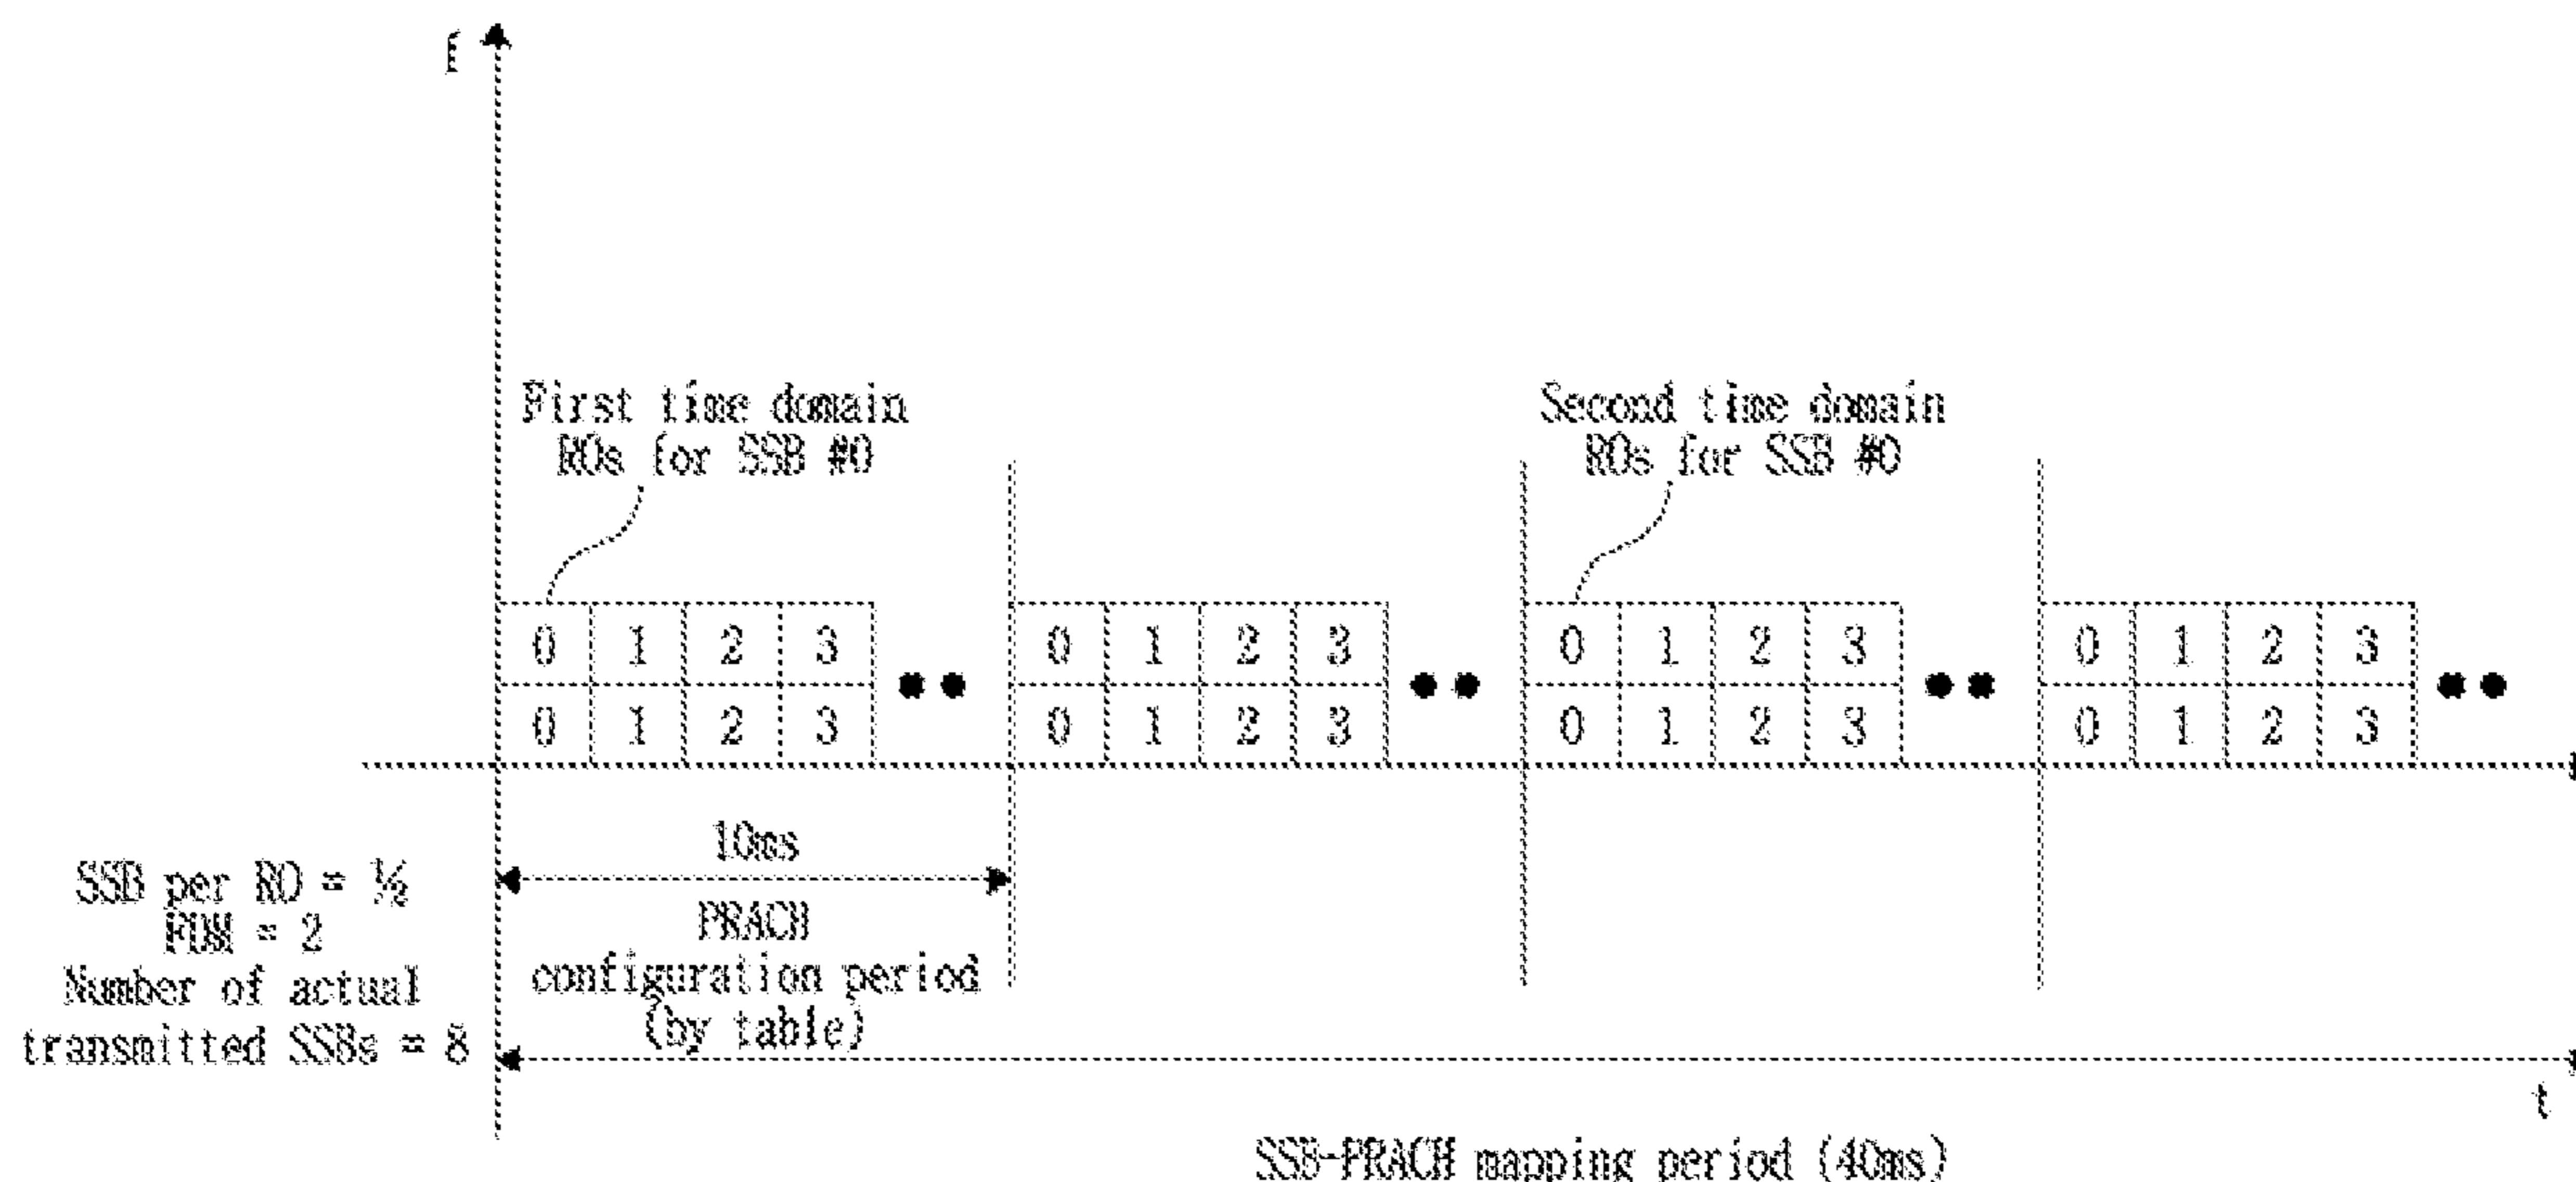 f
First time domain
ROs for SSB #0
Second time domain
ROs for SSB #0
0 1 2 3 0 1 2 3 0 1 2 3 0 1 2 3
0 1 2 3 0 1 2 3 0 1 2 3 0 1 2 3
10ms
PRACH
configuration period
(by table)
SSB per RO = ½
FDM = 2
Number of actual
transmitted SSBs = 8
t
SSB-PRACH mapping period (40ms)